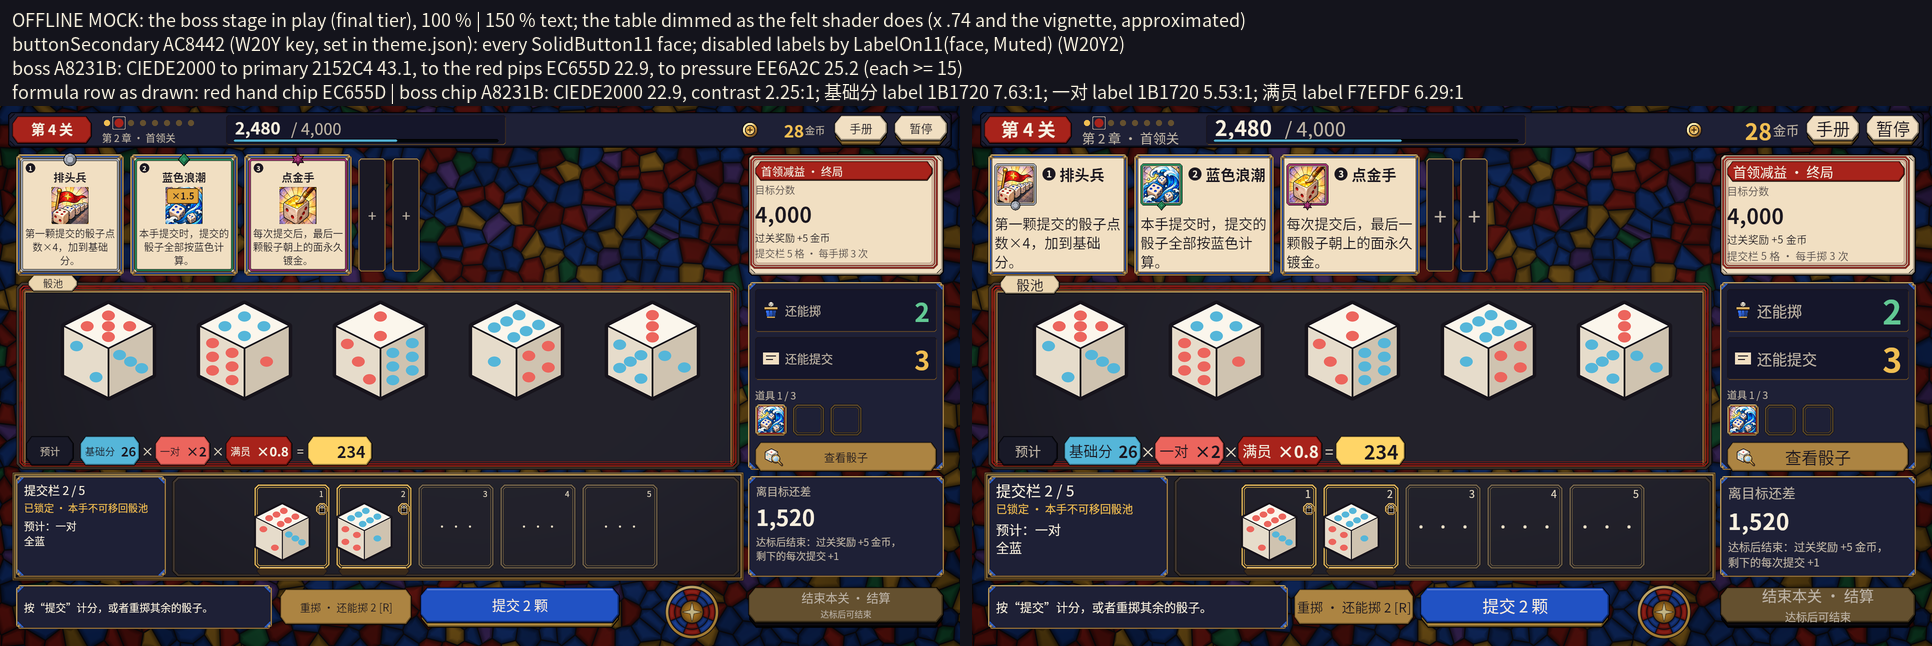 OFFLINE MOCK: the boss stage in play (final tier), 100 % | 150 % text; the table dimmed as the felt shader does (x .74 and the vignette, approximated)
buttonSecondary AC8442 (W20Y key, set in theme.json): every SolidButton11 face; disabled labels by LabelOn11(face, Muted) (W20Y2)
boss A8231B: CIEDE2000 to primary 2152C4 43.1, to the red pips EC655D 22.9, to pressure EE6A2C 25.2 (each >= 15)
formula row as drawn: red hand chip EC655D | boss chip A8231B: CIEDE2000 22.9, contrast 2.25:1; 基础分 label 1B1720 7.63:1; 一对 label 1B1720 5.53:1; 满员 label F7EFDF 6.29:1
第 4 关
第 2 章 · 首领关
2,480 / 4,000
28金币
手册
暂停
1
排头兵
第一颗提交的骰子点
数×4，加到基础
分。
2
蓝色浪潮
×1.5
本手提交时，提交的
骰子全部按蓝色计
算。
3
点金手
每次提交后，最后一
颗骰子朝上的面永久
镀金。
+
+
首领减益 · 终局
目标分数
4,000
过关奖励 +5 金币
提交栏 5 格 · 每手掷 3 次
骰池
还能掷 2
还能提交 3
道具 1 / 3
查看骰子
预计 基础分 26 × 一对 ×2 × 满员 ×0.8 = 234
提交栏 2 / 5
已锁定 · 本手不可移回骰池
预计：一对
全蓝
1
2
3
4
5
离目标还差
1,520
达标后结束：过关奖励 +5 金币，
剩下的每次提交 +1
按“提交”计分，或者重掷其余的骰子。
重掷 · 还能掷 2 [R]
提交 2 颗
结束本关 · 结算
达标后可结束
第 4 关
第 2 章 · 首领关
2,480 / 4,000
28金币
手册
暂停
1 排头兵
第一颗提交的骰子点
数×4，加到基础
分。
2 蓝色浪潮
本手提交时，提交的
骰子全部按蓝色计
算。
3 点金手
每次提交后，最后一
颗骰子朝上的面永久
镀金。
+
+
首领减益 · 终局
目标分数
4,000
过关奖励 +5 金币
提交栏 5 格 · 每手掷 3 次
骰池
还能掷 2
还能提交 3
道具 1 / 3
查看骰子
预计 基础分 26 × 一对 ×2 × 满员 ×0.8 = 234
提交栏 2 / 5
已锁定 · 本手不可移回骰池
预计：一对
全蓝
1
2
3
4
5
离目标还差
1,520
达标后结束：过关奖励 +5 金币，
剩下的每次提交 +1
按“提交”计分，或者重掷其余的骰子。
重掷 · 还能掷 2 [R]
提交 2 颗
结束本关 · 结算
达标后可结束